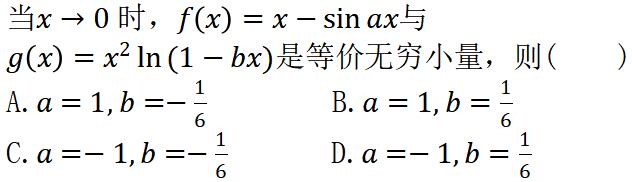 当x → 0 时，f(x) = x − sin ax与
g(x) = x² ln (1 − bx)是等价无穷小量，则(　　)
A. a = 1, b =− 1/6　　B. a = 1, b = 1/6
C. a =− 1, b =− 1/6　　D. a =− 1, b = 1/6